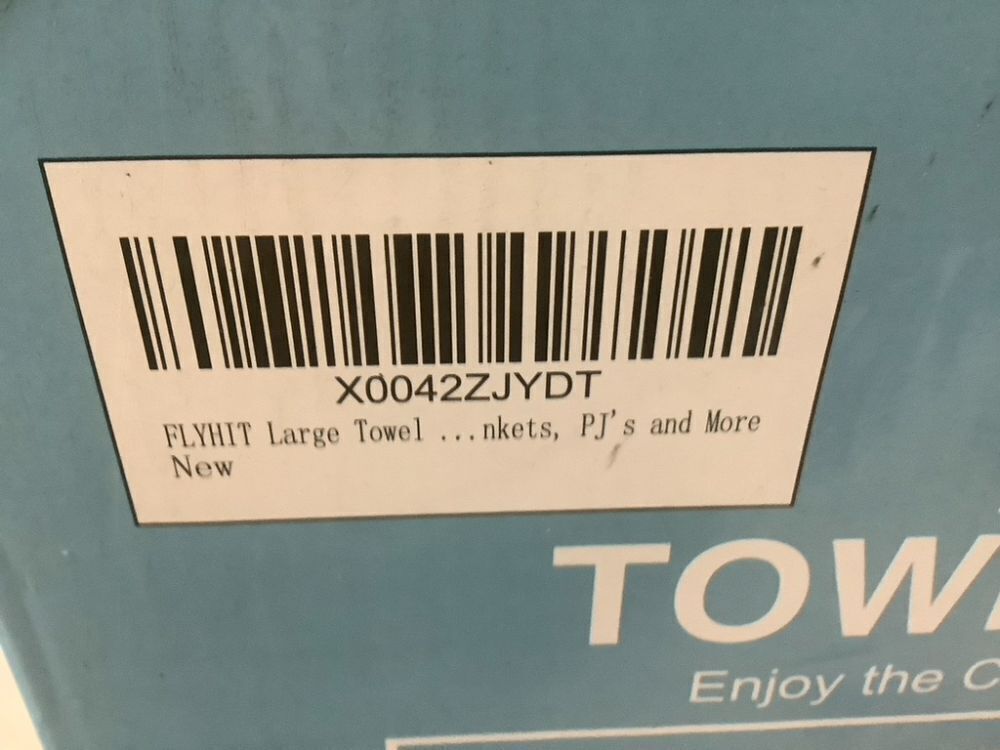 X0042ZJYDT
FLYHIT Large Towel ...nkets, PJ's and More
New
TOW
Enjoy the C